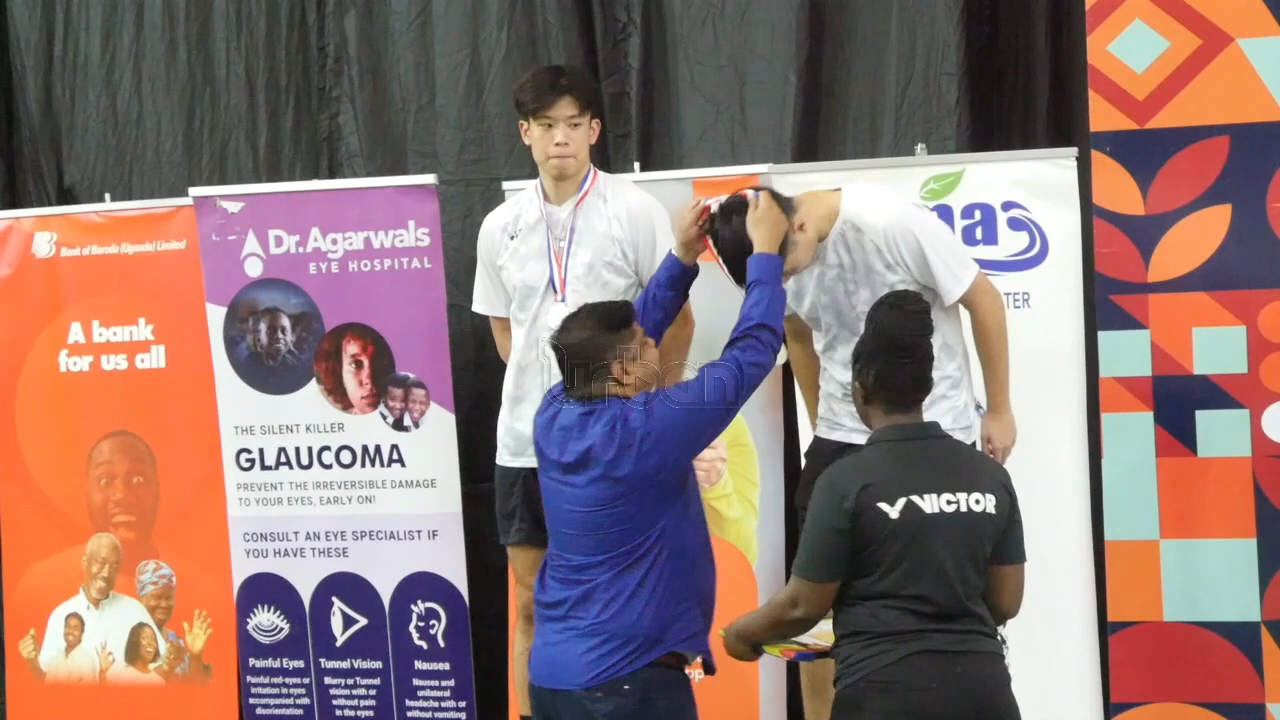 Bank of Baroda (Uganda) Limited
A bank
for us all
Dr.Agarwals
EYE HOSPITAL
THE SILENT KILLER
GLAUCOMA
PREVENT THE IRREVERSIBLE DAMAGE
TO YOUR EYES, EARLY ON!
CONSULT AN EYE SPECIALIST IF
YOU HAVE THESE
Painful Eyes
Painful red-eyes or
irritation in eyes
accompanied with
disorientation
Tunnel Vision
Blurry or Tunnel
vision with or
without pain
in the eyes
Nausea
Nausea and
unilateral
headache with or
without vomiting
urban
VICTOR